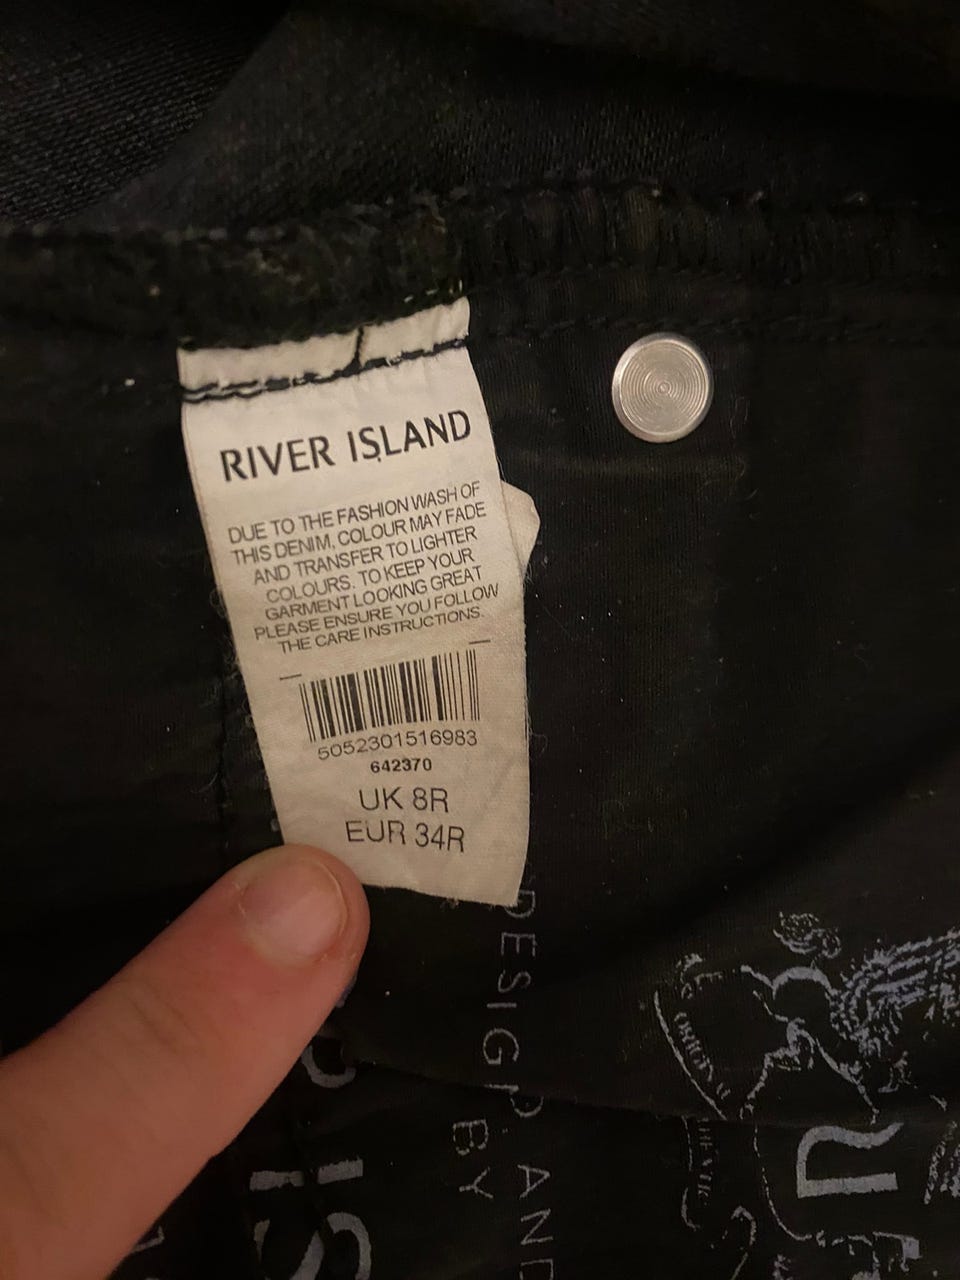 RIVER ISLAND
DUE TO THE FASHION WASH OF
THIS DENIM, COLOUR MAY FADE
AND TRANSFER TO LIGHTER
COLOURS. TO KEEP YOUR
GARMENT LOOKING GREAT
PLEASE ENSURE YOU FOLLOW
THE CARE INSTRUCTIONS.
5052301516983
642370
UK 8R
EUR 34R
DESIGN
BY
AND
ORIGINAL
R
IS